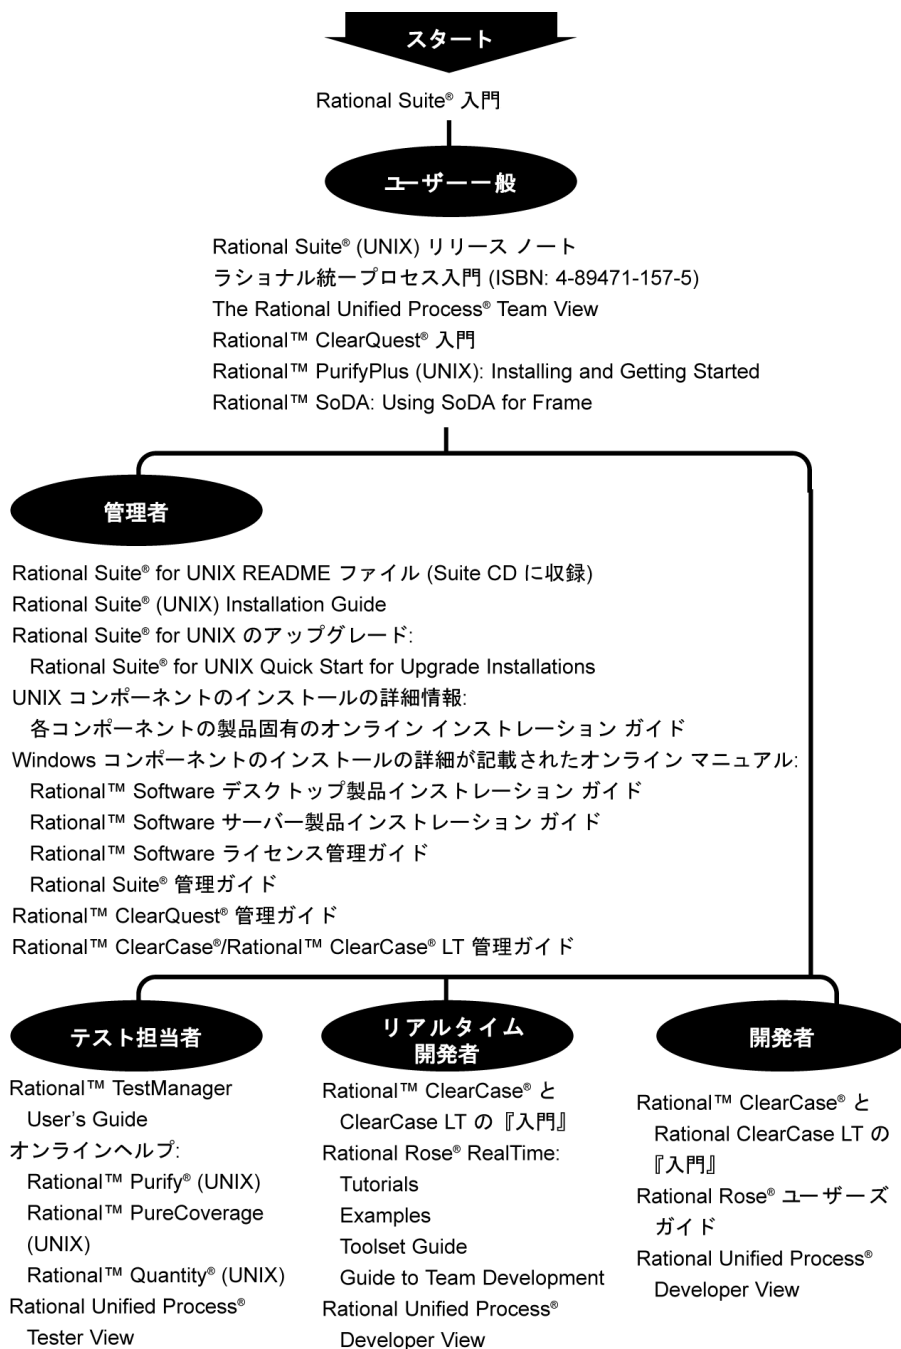 スタート
Rational Suite® 入門
ユーザー一般
Rational Suite® (UNIX) リリース ノート
ラショナル統一プロセス入門 (ISBN: 4-89471-157-5)
The Rational Unified Process® Team View
Rational™ ClearQuest® 入門
Rational™ PurifyPlus (UNIX): Installing and Getting Started
Rational™ SoDA: Using SoDA for Frame
管理者
Rational Suite® for UNIX README ファイル (Suite CD に収録)
Rational Suite® (UNIX) Installation Guide
Rational Suite® for UNIX のアップグレード:
Rational Suite® for UNIX Quick Start for Upgrade Installations
UNIX コンポーネントのインストールの詳細情報:
各コンポーネントの製品固有のオンライン インストレーション ガイド
Windows コンポーネントのインストールの詳細が記載されたオンライン マニュアル:
Rational™ Software デスクトップ製品インストレーション ガイド
Rational™ Software サーバー製品インストレーション ガイド
Rational™ Software ライセンス管理ガイド
Rational Suite® 管理ガイド
Rational™ ClearQuest® 管理ガイド
Rational™ ClearCase®/Rational™ ClearCase® LT 管理ガイド
テスト担当者
Rational™ TestManager
User's Guide
オンラインヘルプ:
Rational™ Purify® (UNIX)
Rational™ PureCoverage
(UNIX)
Rational™ Quantity® (UNIX)
Rational Unified Process®
Tester View
リアルタイム
開発者
Rational™ ClearCase® と
ClearCase LT の『入門』
Rational Rose® RealTime:
Tutorials
Examples
Toolset Guide
Guide to Team Development
Rational Unified Process®
Developer View
開発者
Rational™ ClearCase® と
Rational ClearCase LT の
『入門』
Rational Rose® ユーザーズ
ガイド
Rational Unified Process®
Developer View